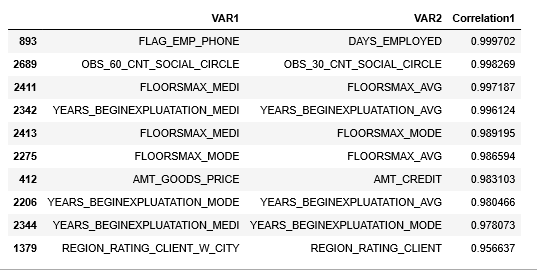 VAR1 VAR2 Correlation1
893 FLAG_EMP_PHONE DAYS_EMPLOYED 0.999702
2689 OBS_60_CNT_SOCIAL_CIRCLE OBS_30_CNT_SOCIAL_CIRCLE 0.998269
2411 FLOORSMAX_MEDI FLOORSMAX_AVG 0.997187
2342 YEARS_BEGINEXPLUATATION_MEDI YEARS_BEGINEXPLUATATION_AVG 0.996124
2413 FLOORSMAX_MEDI FLOORSMAX_MODE 0.989195
2275 FLOORSMAX_MODE FLOORSMAX_AVG 0.986594
412 AMT_GOODS_PRICE AMT_CREDIT 0.983103
2206 YEARS_BEGINEXPLUATATION_MODE YEARS_BEGINEXPLUATATION_AVG 0.980466
2344 YEARS_BEGINEXPLUATATION_MEDI YEARS_BEGINEXPLUATATION_MODE 0.978073
1379 REGION_RATING_CLIENT_W_CITY REGION_RATING_CLIENT 0.956637